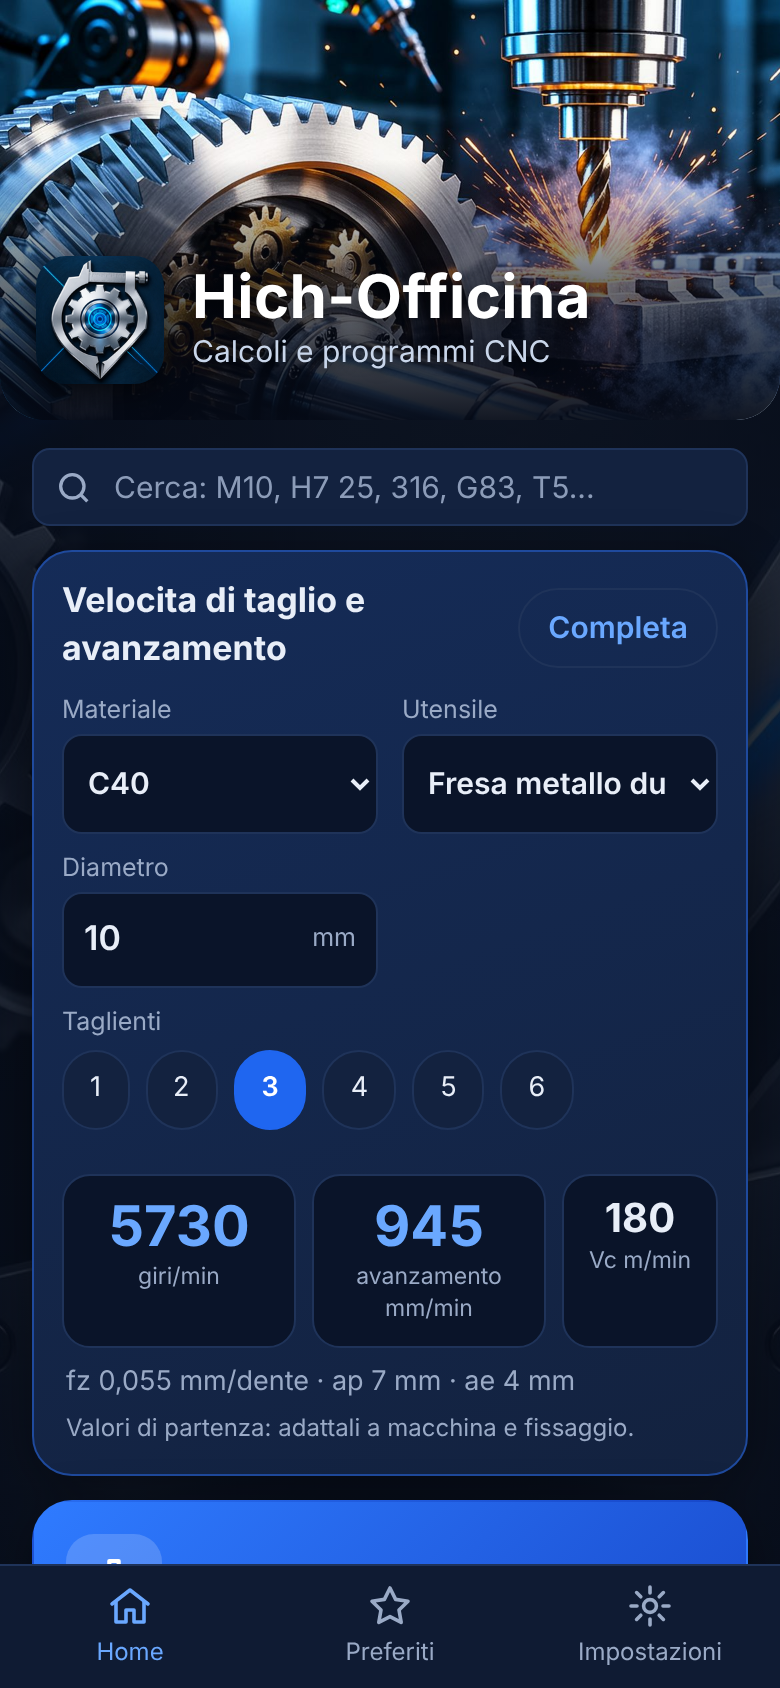 Hich-Officina
Calcoli e programmi CNC
Cerca: M10, H7 25, 316, G83, T5...
Velocita di taglio e
avanzamento
Completa
Materiale
Utensile
C40
Fresa metallo du
Diametro
10
mm
Taglienti
1
2
3
4
5
6
5730
giri/min
945
avanzamento
mm/min
180
Vc m/min
fz 0,055 mm/dente · ap 7 mm · ae 4 mm
Valori di partenza: adattali a macchina e fissaggio.
Home
Preferiti
Impostazioni